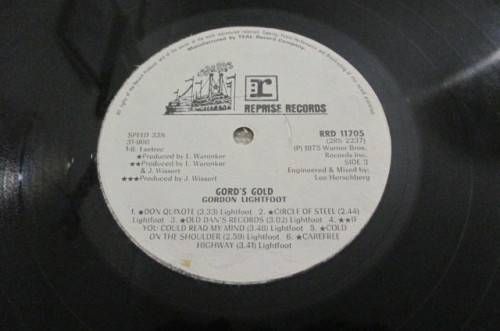 Manufactured by TEAL Record Company.
r
REPRISE RECORDS
SPEED 33⅓
★Produced by L. Waronker
★★Produced by L. Waronker
& J. Wissert
★★★Produced by J. Wissert
RRD 11705
(2RS 2237)
(P) 1975 Warner Bros.
Records Inc.
SIDE 3
Engineered & Mixed by:
Lee Herschberg
GORD'S GOLD
GORDON LIGHTFOOT
1. ★DON QUIXOTE (3.33) Lightfoot 2. ★CIRCLE OF STEEL (2.44)
Lightfoot 3. ★OLD DAN'S RECORDS (3.02) Lightfoot 4. ★★IF
YOU COULD READ MY MIND (3.48) Lightfoot 5. ★COLD
ON THE SHOULDER (2.59) Lightfoot 6. ★CAREFREE
HIGHWAY (3.41) Lightfoot